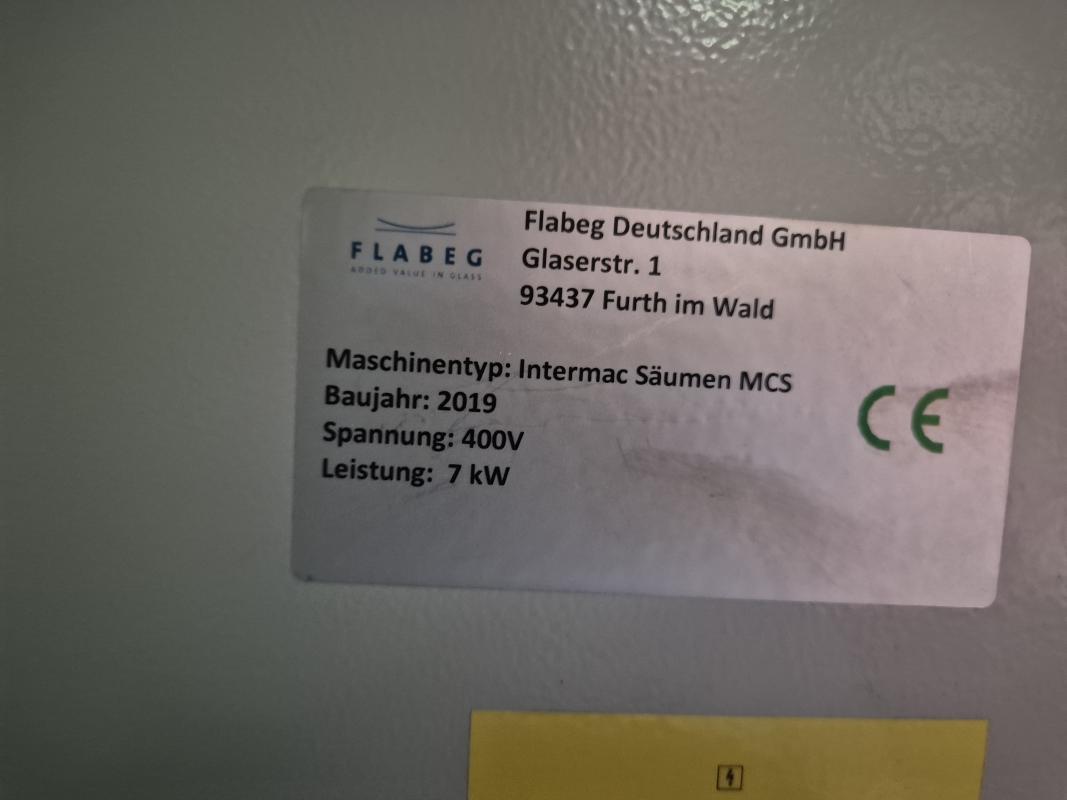 FLABEG
ADDED VALUE IN GLASS
Flabeg Deutschland GmbH
Glaserstr. 1
93437 Furth im Wald
Maschinentyp: Intermac Säumen MCS
Baujahr: 2019
Spannung: 400V
Leistung: 7 kW
CE